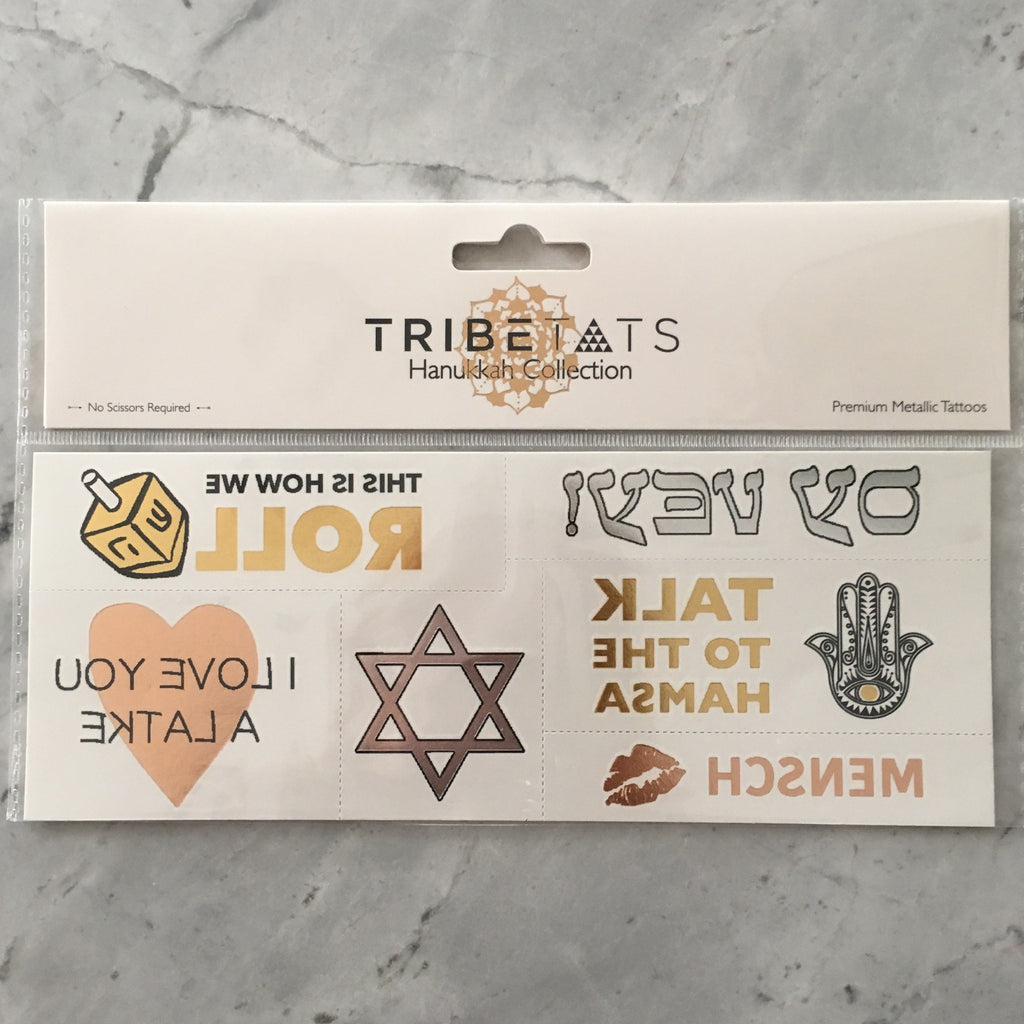 TRIBETATS
Hanukkah Collection
No Scissors Required
Premium Metallic Tattoos
THIS IS HOW WE
ROLL
OY VEY!
I LOVE YOU
A LATKE
TALK
TO THE
HAMSA
MENSCH